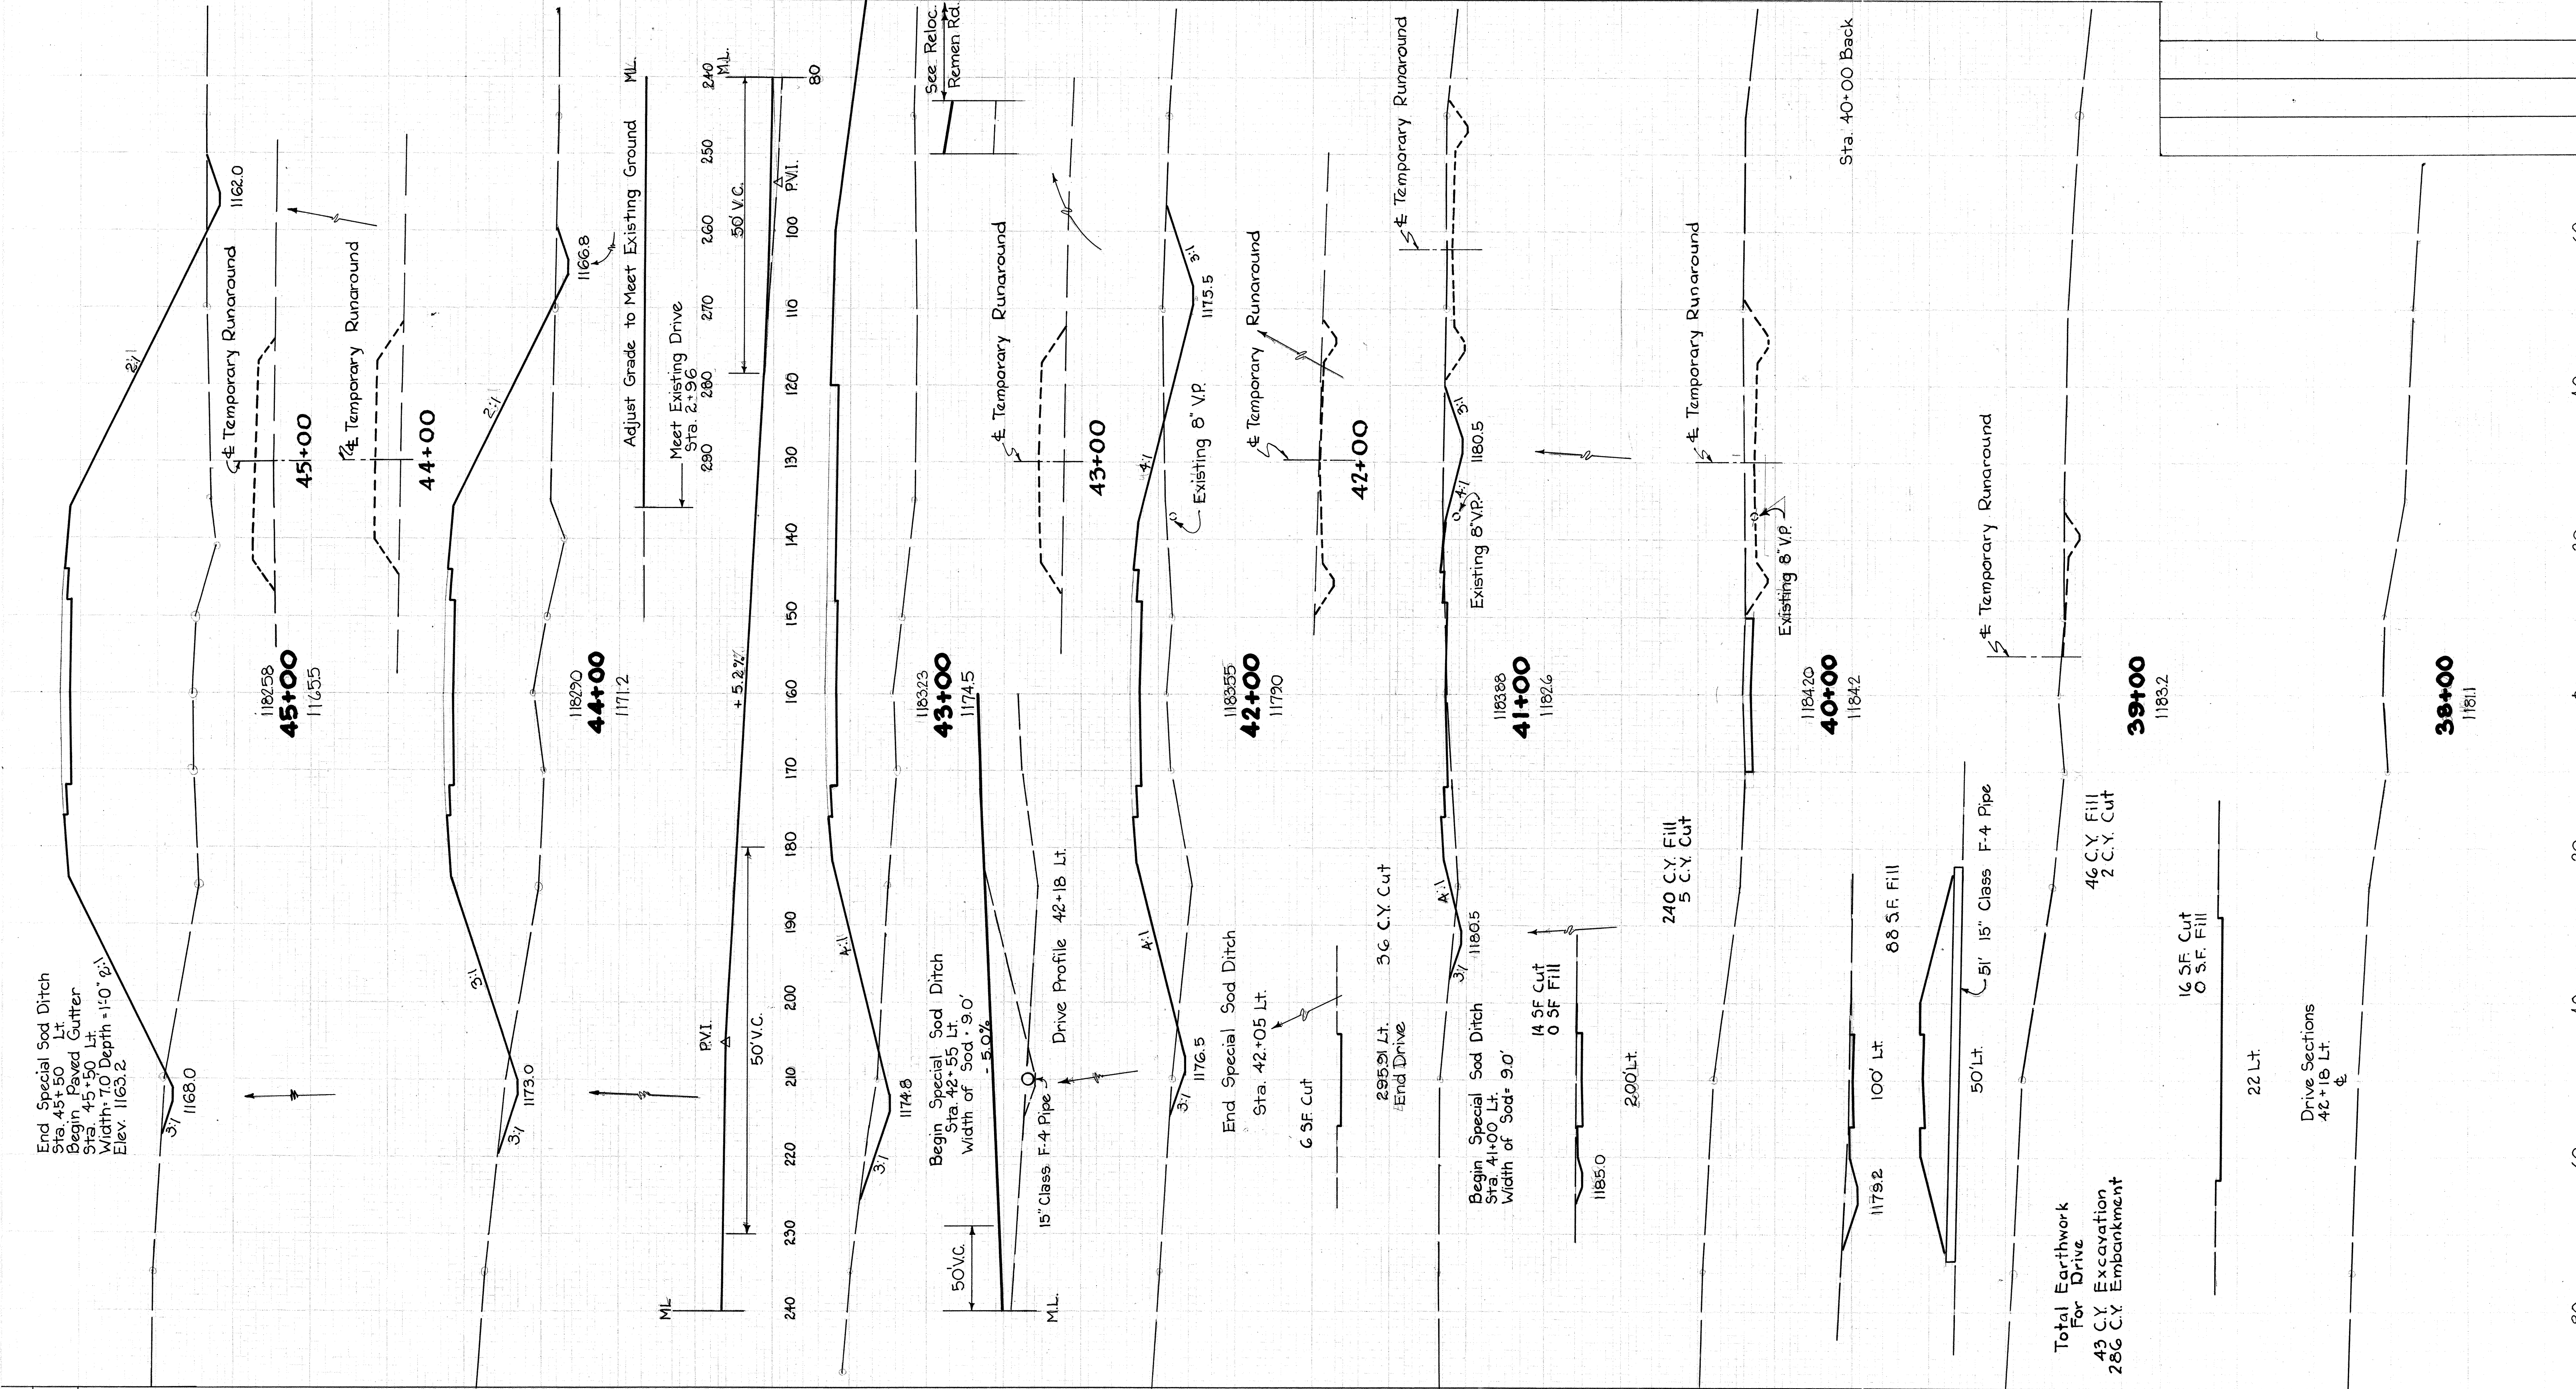 End Special Sod Ditch
Sta. 45+50 Lt.
Begin Paved Gutter
Sta. 45+50 Lt.
Width = 7.0' Depth = 1'-0"
Elev. 1163.2
2:1
3:1
1168.0
2:1
1162.0
℄ Temporary Runaround
45+00
1182.58
45+00
1165.5
℄ Temporary Runaround
44+00
3:1
3:1
1173.0
2:1
1166.8
1182.90
44+00
1171.2
Adjust Grade to Meet Existing Ground
M.L.
Meet Existing Drive
Sta. 2+96
290
280
270
260
250
240
M.L.
50' V.C.
P.V.I.
+5.2%
P.V.I.
50' V.C.
M.L.
240
230
220
210
200
190
180
170
160
150
140
130
120
110
100
80
4:1
3:1
1174.8
1183.23
43+00
1174.5
See Reloc.
Remen Rd.
Begin Special Sod Ditch
Sta. 42+55 Lt.
Width of Sod = 9.0'
-5.0%
50' V.C.
M.L.
15" Class F-4 Pipe
Drive Profile 42+18 Lt.
℄ Temporary Runaround
43+00
4:1
3:1
1176.5
4:1
3:1
1175.5
Existing 8" V.P.
1183.55
42+00
1179.0
℄ Temporary Runaround
42+00
End Special Sod Ditch
Sta. 42+05 Lt.
6 S.F. Cut
295.91 Lt.
End Drive
36 C.Y. Cut
℄ Temporary Runaround
4:1
3:1
1180.5
4:1
3:1
1180.5
Existing 8" V.P.
1183.88
41+00
1182.6
Begin Special Sod Ditch
Sta. 41+00 Lt.
Width of Sod = 9.0'
14 SF Cut
0 SF Fill
1185.0
200' Lt.
240 C.Y. Fill
5 C.Y. Cut
℄ Temporary Runaround
Existing 8" V.P.
1184.20
40+00
1184.2
Sta. 40+00 Back
1179.2
100' Lt.
88 S.F. Fill
51' 15" Class F-4 Pipe
50' Lt.
℄ Temporary Runaround
46 C.Y. Fill
2 C.Y. Cut
39+00
1183.2
Total Earthwork
For Drive
43 C.Y. Excavation
286 C.Y. Embankment
16 S.F. Cut
0 S.F. Fill
22 Lt.
Drive Sections
42+18 Lt.
℄
38+00
1181.1